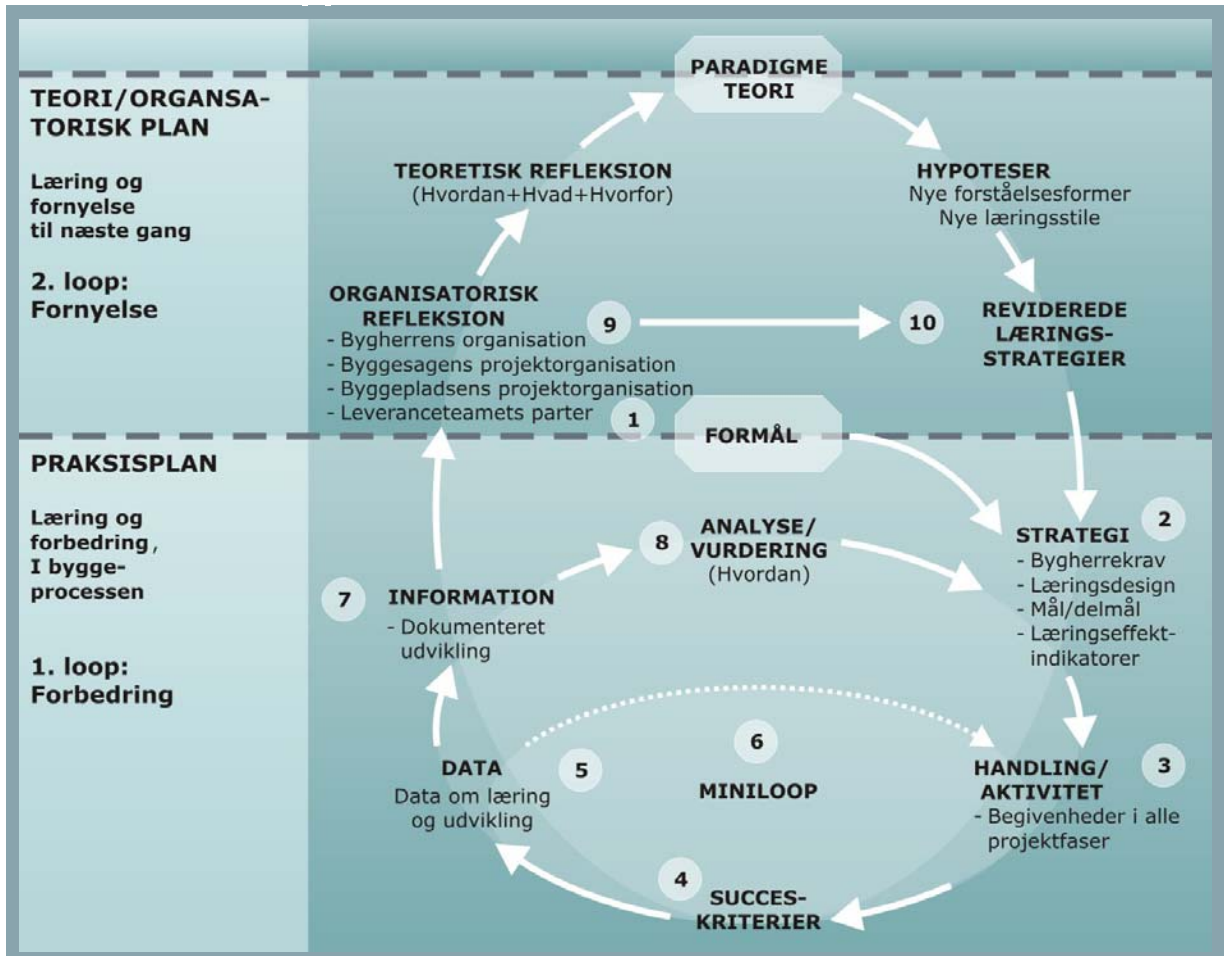 PARADIGME
TEORI
TEORI/ORGANSA-
TORISK PLAN
Læring og
fornyelse
til næste gang
2. loop:
Fornyelse
TEORETISK REFLEKSION
(Hvordan+Hvad+Hvorfor)
HYPOTESER
Nye forståelsesformer
Nye læringsstile
ORGANISATORISK
REFLEKSION
- Bygherrens organisation
- Byggesagens projektorganisation
- Byggepladsens projektorganisation
- Leveranceteamets parter
9
10
REVIDEREDE
LÆRINGS-
STRATEGIER
1
FORMÅL
PRAKSISPLAN
Læring og
forbedring,
I bygge-
processen
1. loop:
Forbedring
8
ANALYSE/
VURDERING
(Hvordan)
2
STRATEGI
- Bygherrekrav
- Læringsdesign
- Mål/delmål
- Læringseffekt-
indikatorer
7
INFORMATION
- Dokumenteret
udvikling
6
MINILOOP
DATA
Data om læring
og udvikling
5
3
HANDLING/
AKTIVITET
- Begivenheder i alle
projektfaser
4
SUCCES-
KRITERIER